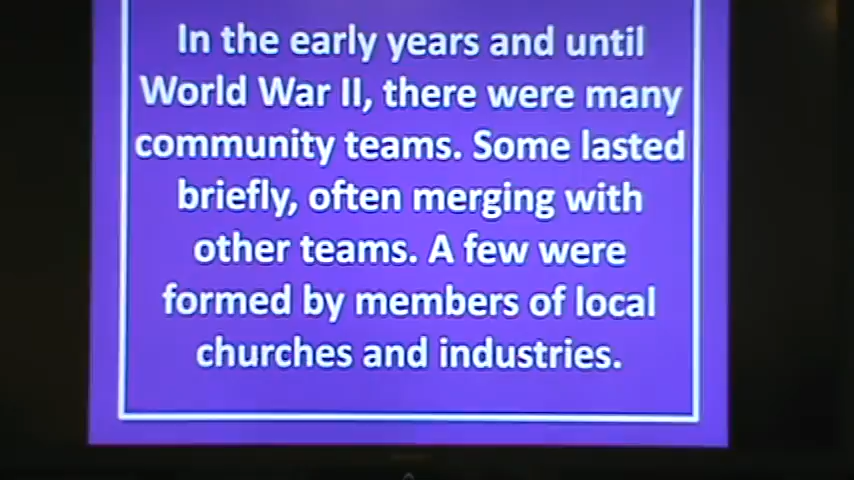 In the early years and until
World War II, there were many
community teams. Some lasted
briefly, often merging with
other teams. A few were
formed by members of local
churches and industries.